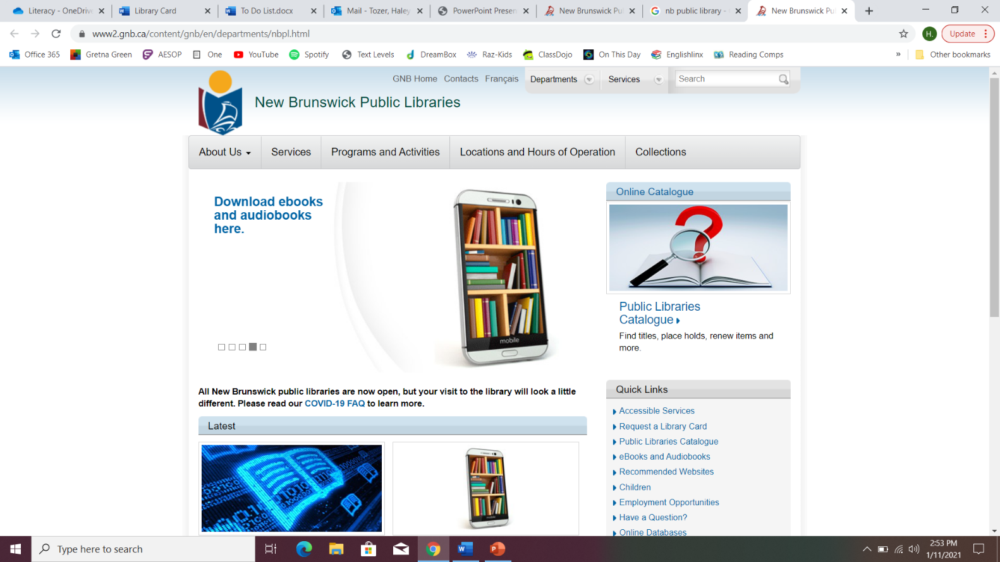 Literacy - OneDrive
Library Card
To Do List.docx
Mail - Tozer, Haley
PowerPoint Presen
New Brunswick Pu
nb public library -
New Brunswick Pu
www2.gnb.ca/content/gnb/en/departments/nbpl.html
H.
Update
Office 365
Gretna Green
AESOP
One
YouTube
Spotify
Text Levels
DreamBox
Raz-Kids
ClassDojo
On This Day
Englishlinx
Reading Comps
»
Other bookmarks
GNB Home Contacts Français
Departments
Services
Search
New Brunswick Public Libraries
About Us
Services
Programs and Activities
Locations and Hours of Operation
Collections
Download ebooks
and audiobooks
here.
mobile
Online Catalogue
Public Libraries
Catalogue
Find titles, place holds, renew items and
more.
All New Brunswick public libraries are now open, but your visit to the library will look a little
different. Please read our COVID-19 FAQ to learn more.
Latest
mobile
Quick Links
Accessible Services
Request a Library Card
Public Libraries Catalogue
eBooks and Audiobooks
Recommended Websites
Children
Employment Opportunities
Have a Question?
Online Databases
Type here to search
2:53 PM
1/11/2021